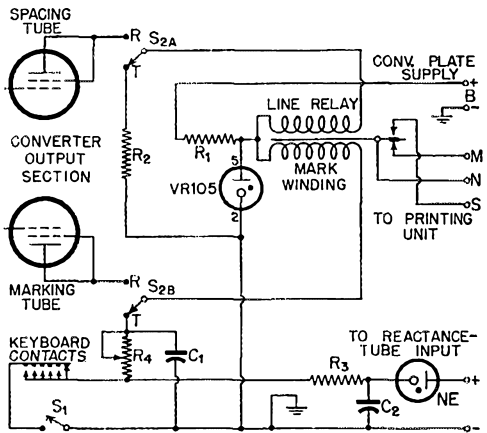 SPACING
TUBE
R
S2A
T
CONV. PLATE
SUPPLY
+
B
-
LINE RELAY
R2
R1
CONVERTER
OUTPUT
SECTION
5
VR105
2
MARK
WINDING
M
N
S
TO PRINTING
UNIT
MARKING
TUBE
R
S2B
T
KEYBOARD
CONTACTS
R4
C1
TO REACTANCE-
TUBE INPUT
R3
+
NE
C2
S1
-